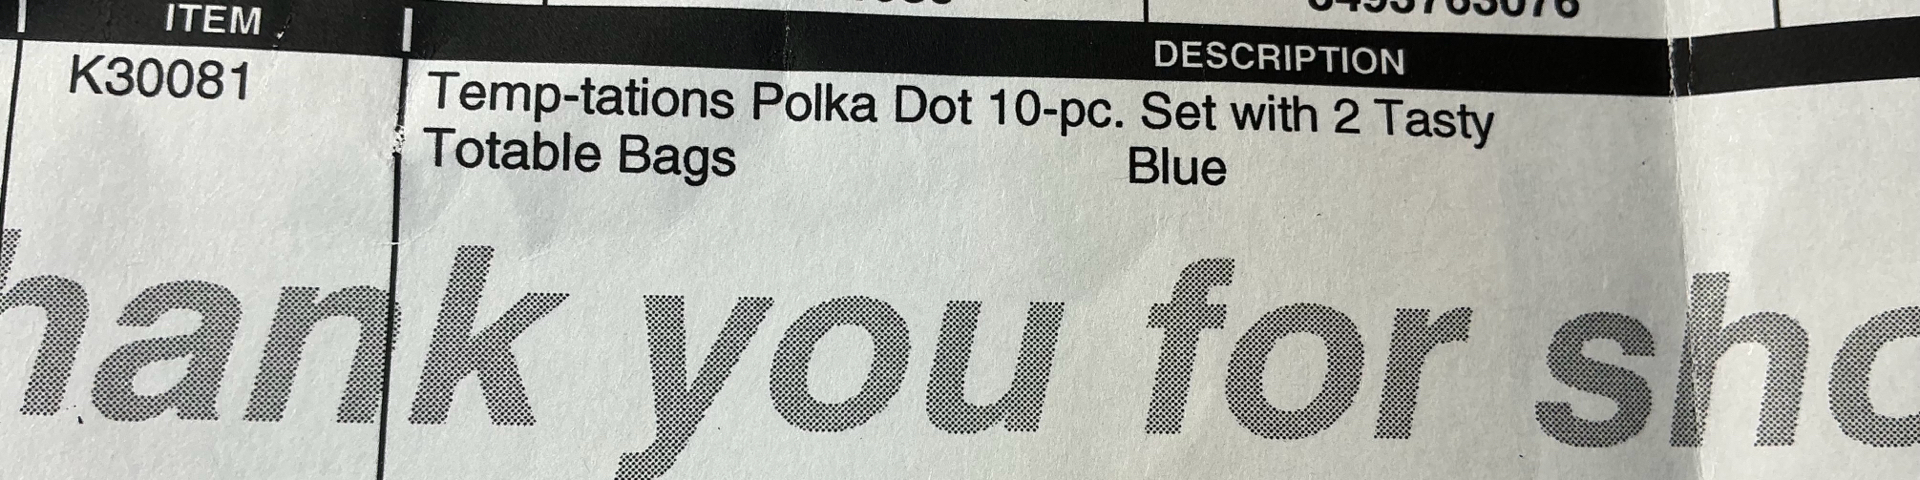 ITEM DESCRIPTION
K30081 Temp-tations Polka Dot 10-pc. Set with 2 Tasty
Totable Bags Blue
hank you for sho